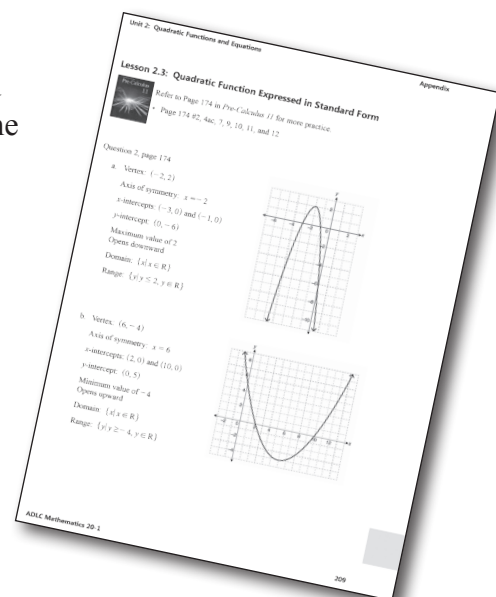 ne
Unit 2: Quadratic Functions and Equations
Appendix
Lesson 2.3: Quadratic Function Expressed in Standard Form
Pre-Calculus
11
Refer to Page 174 in Pre-Calculus 11 for more practice.
• Page 174 #2, 4ac, 7, 9, 10, 11, and 12
Question 2, page 174
a. Vertex: (−2, 2)
Axis of symmetry: x = −2
x-intercepts: (−3, 0) and (−1, 0)
y-intercept: (0, −6)
Maximum value of 2
Opens downward
Domain: {x|x ∈ R}
Range: {y|y ≤ 2, y ∈ R}
b. Vertex: (6, −4)
Axis of symmetry: x = 6
x-intercepts: (2, 0) and (10, 0)
y-intercept: (0, 5)
Minimum value of −4
Opens upward
Domain: {x|x ∈ R}
Range: {y|y ≥ −4, y ∈ R}
ADLC Mathematics 20-1
209